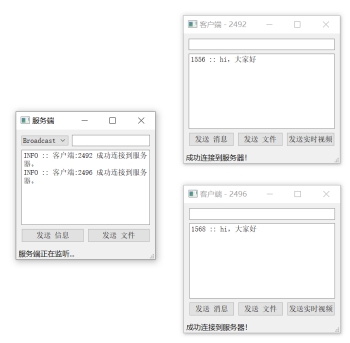 服务端
Broadcast
INFO :: 客户端:2492 成功连接到服务
器。
INFO :: 客户端:2496 成功连接到服务
器。
发送 信息
发送 文件
服务端正在监听...
客户端 - 2492
1556 :: hi，大家好
发送 消息
发送 文件
发送实时视频
成功连接到服务器!
客户端 - 2496
1568 :: hi，大家好
发送 消息
发送 文件
发送实时视频
成功连接到服务器!